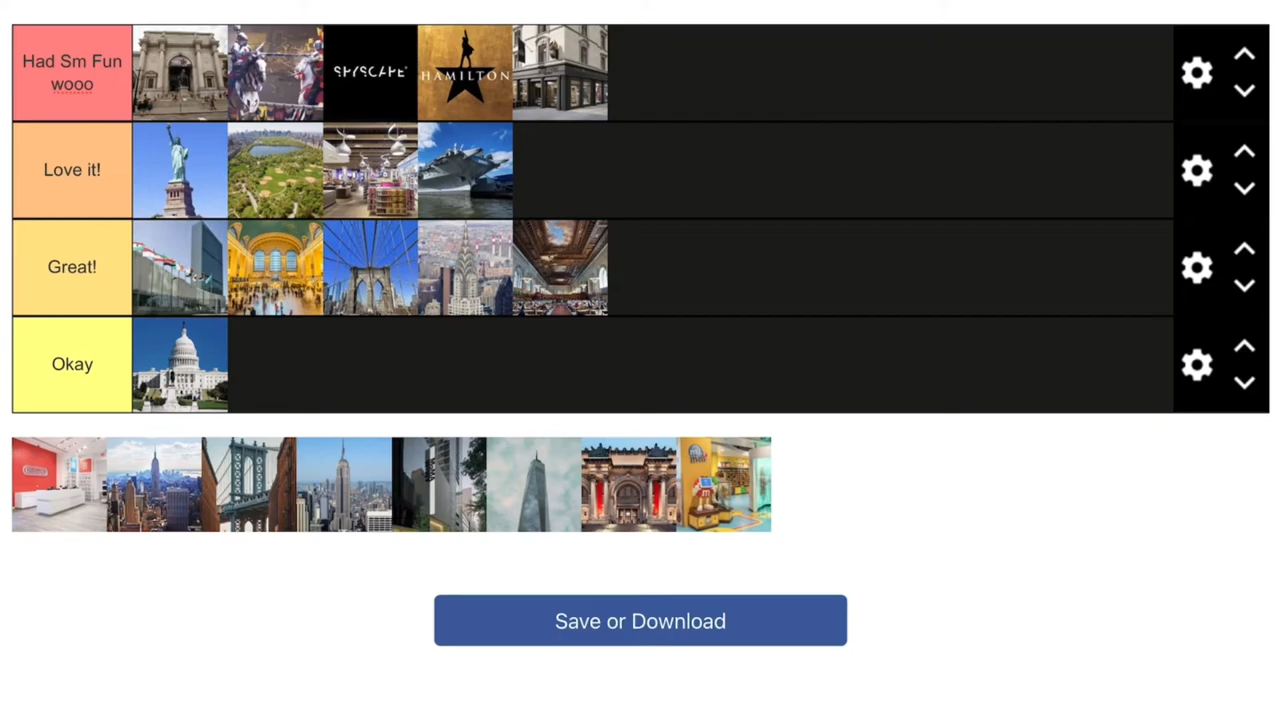 Had Sm Fun
wooo
SPYSCAPE
HAMILTON
Love it!
Great!
Okay
Save or Download